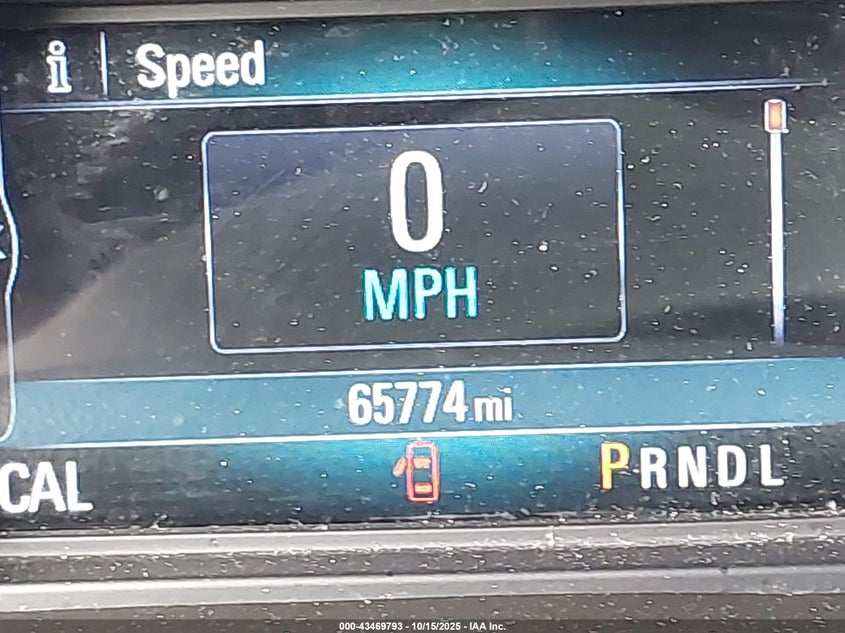 i Speed
0
MPH
65774 mi
CAL PRNDL
000-43469793 - 10/15/2025 - IAA Inc.